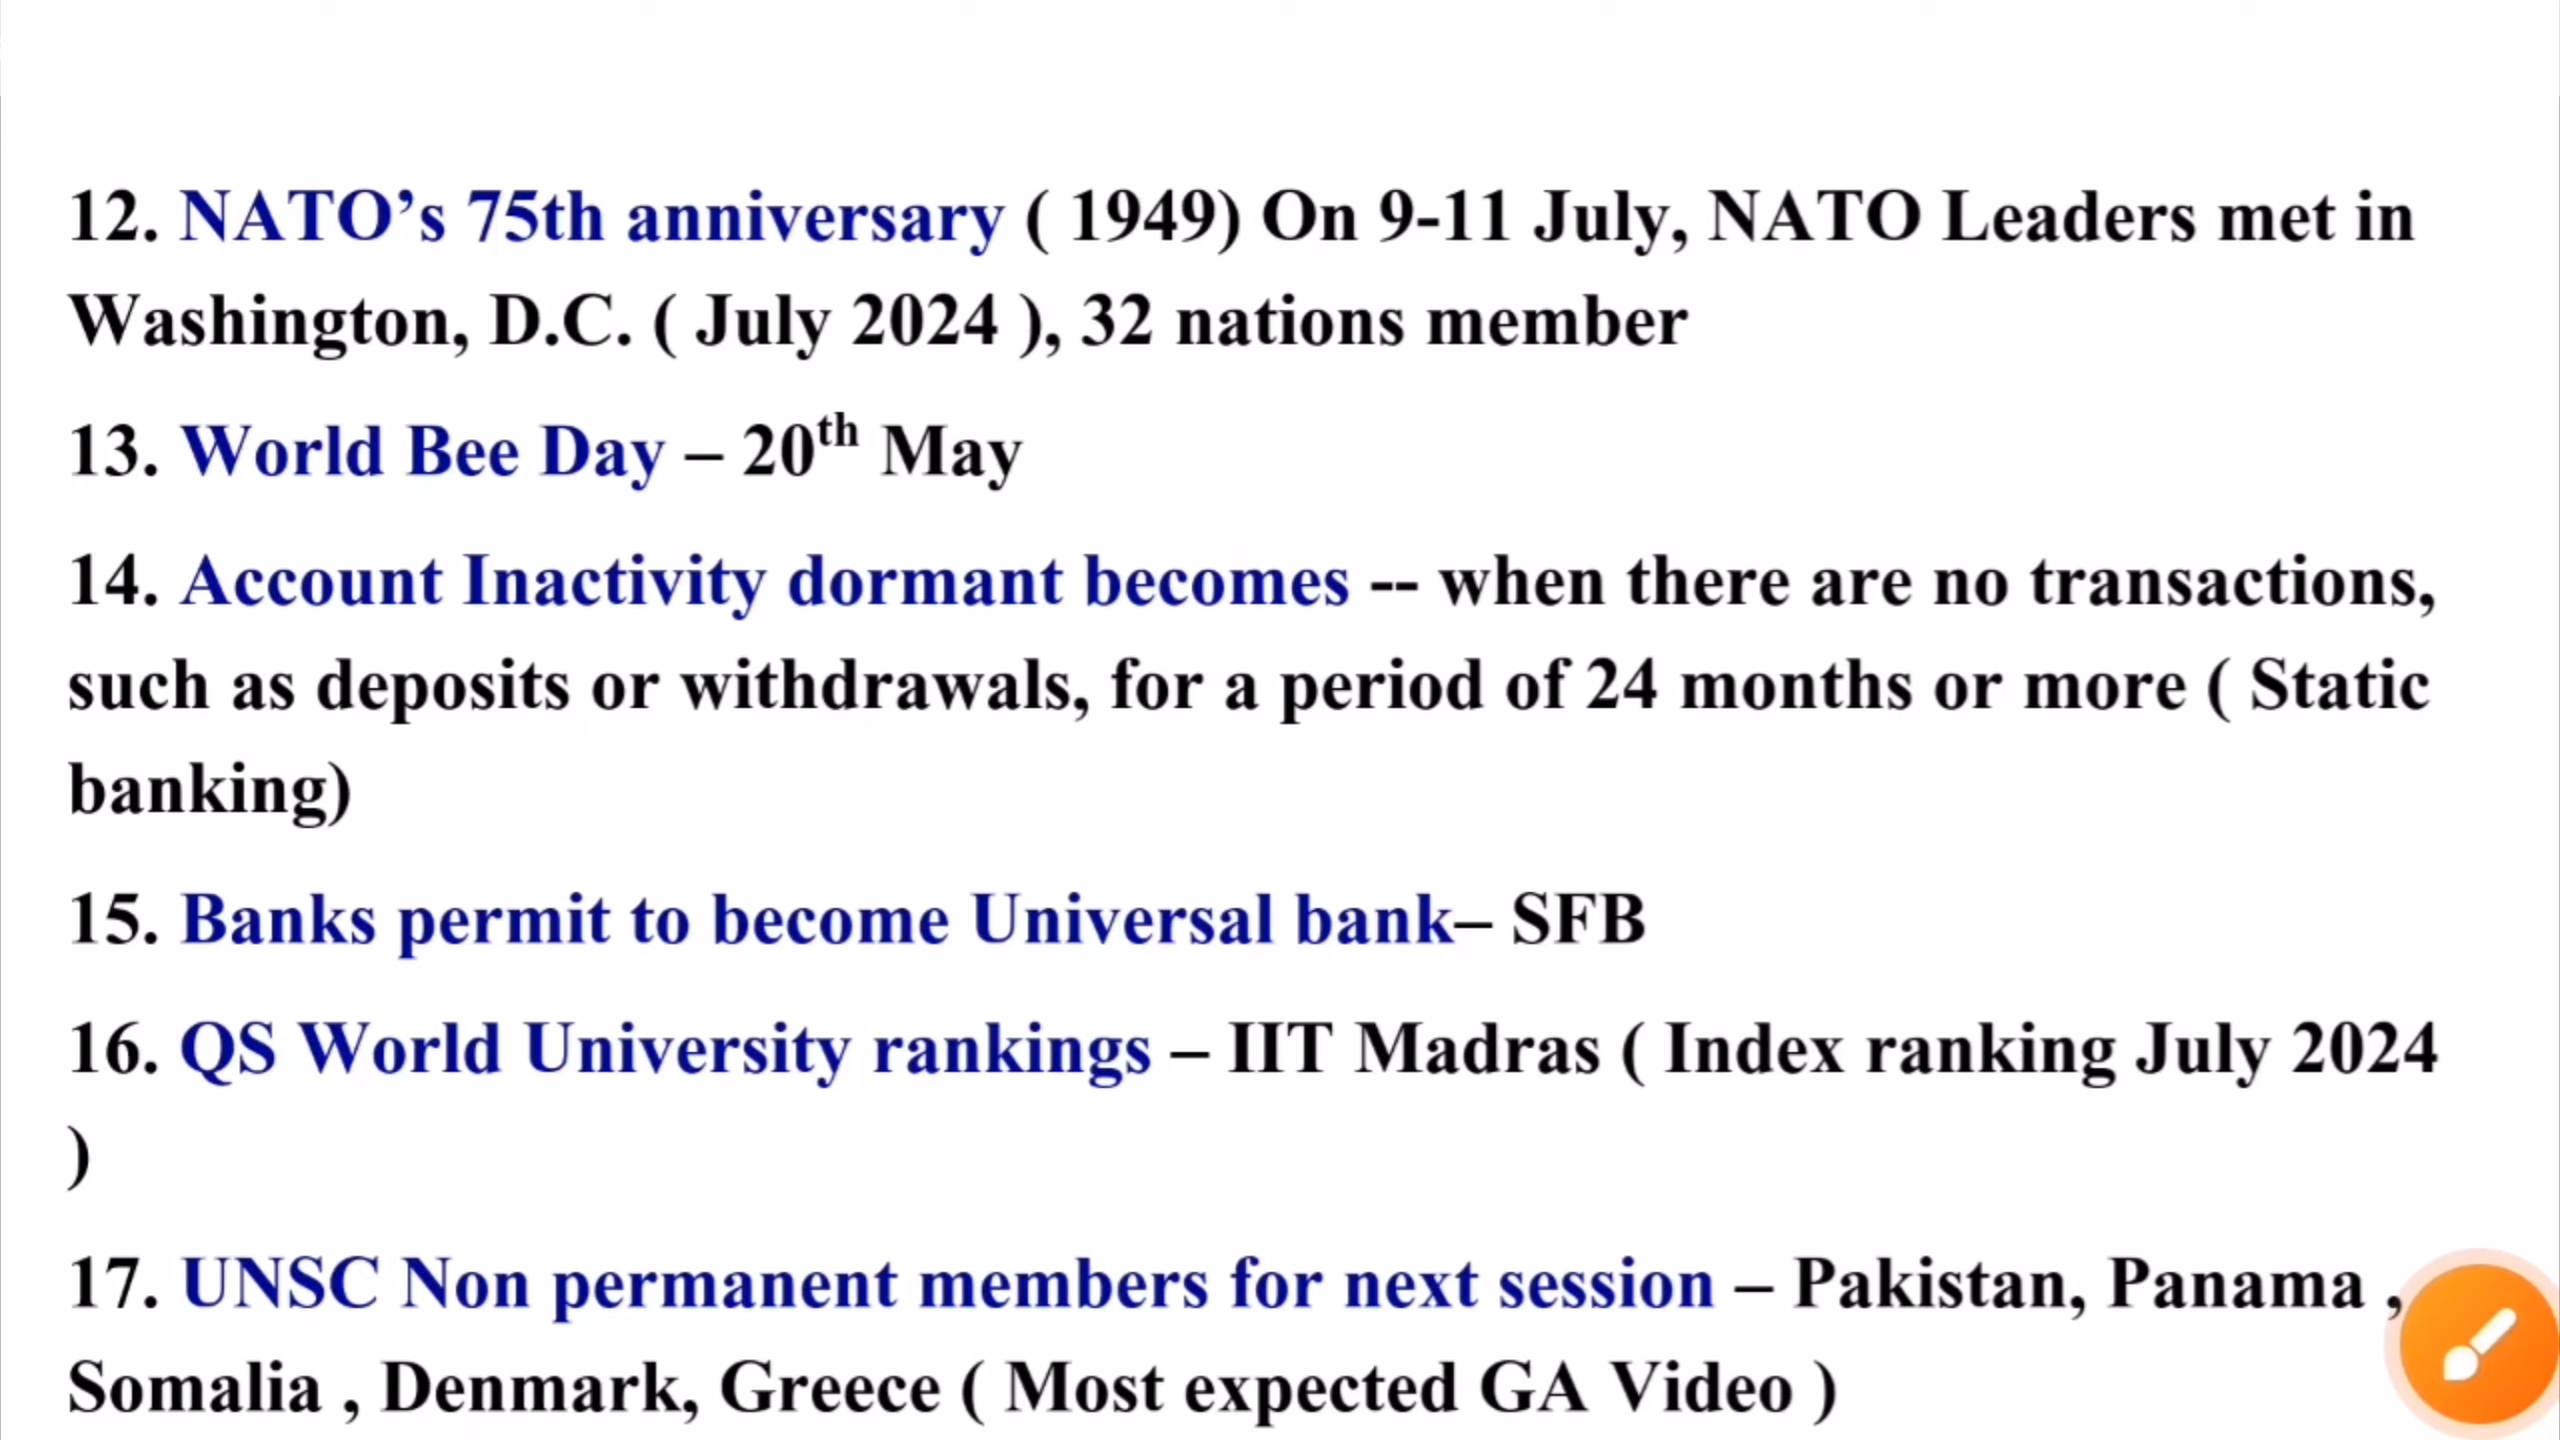 12. NATO’s 75th anniversary ( 1949) On 9-11 July, NATO Leaders met in
Washington, D.C. ( July 2024 ), 32 nations member
13. World Bee Day – 20th May
14. Account Inactivity dormant becomes -- when there are no transactions,
such as deposits or withdrawals, for a period of 24 months or more ( Static
banking)
15. Banks permit to become Universal bank– SFB
16. QS World University rankings – IIT Madras ( Index ranking July 2024
)
17. UNSC Non permanent members for next session – Pakistan, Panama ,
Somalia , Denmark, Greece ( Most expected GA Video )